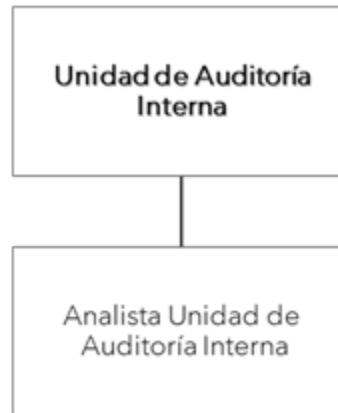 Unidad de Auditoría
Interna
Analista Unidad de
Auditoría Interna